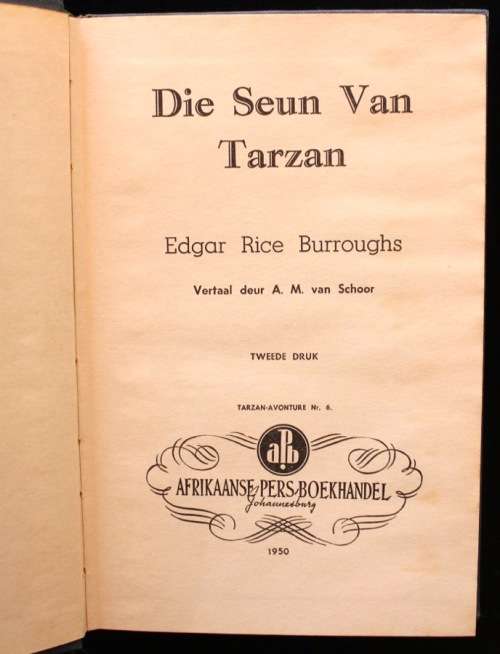 Die Seun Van
Tarzan
Edgar Rice Burroughs
Vertaal deur A. M. van Schoor
TWEEDE DRUK
TARZAN-AVONTURE Nr. 6.
aPb
AFRIKAANSE PERS BOEKHANDEL
Johannesburg
1950